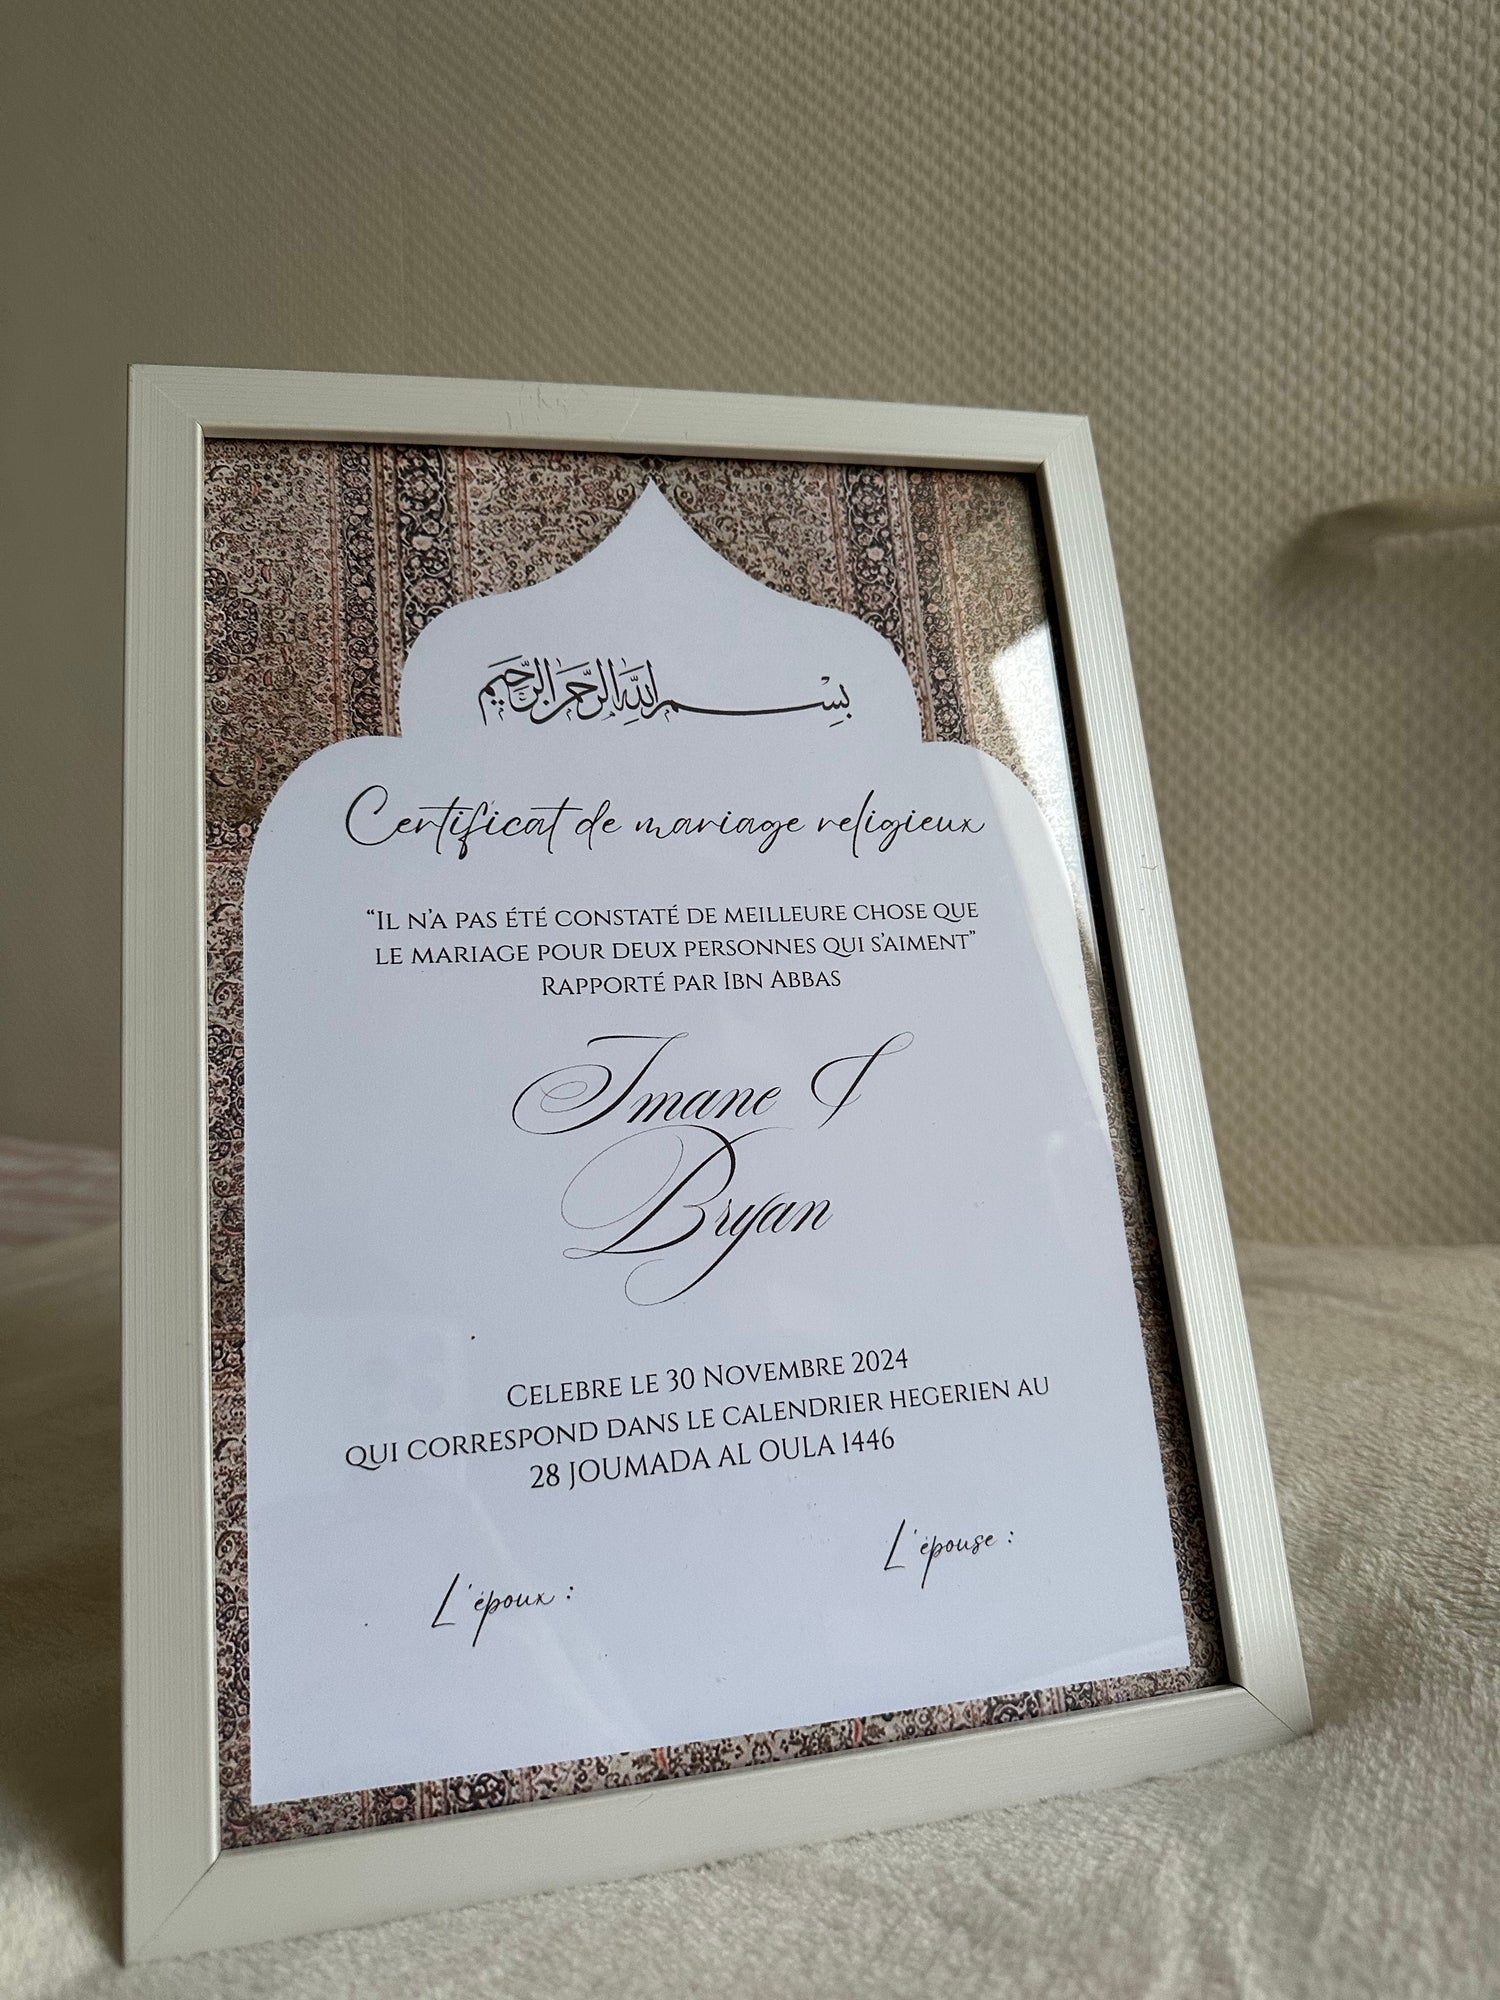 بسم الله الرحمن الرحيم
Certificat de mariage religieux
“Il n’a pas été constaté de meilleure chose que
le mariage pour deux personnes qui s’aiment”
Rapporté par Ibn Abbas
Imane &
Bryan
Celebre le 30 Novembre 2024
qui correspond dans le calendrier hegerien au
28 Joumada al oula 1446
L'époux :
L'épouse :